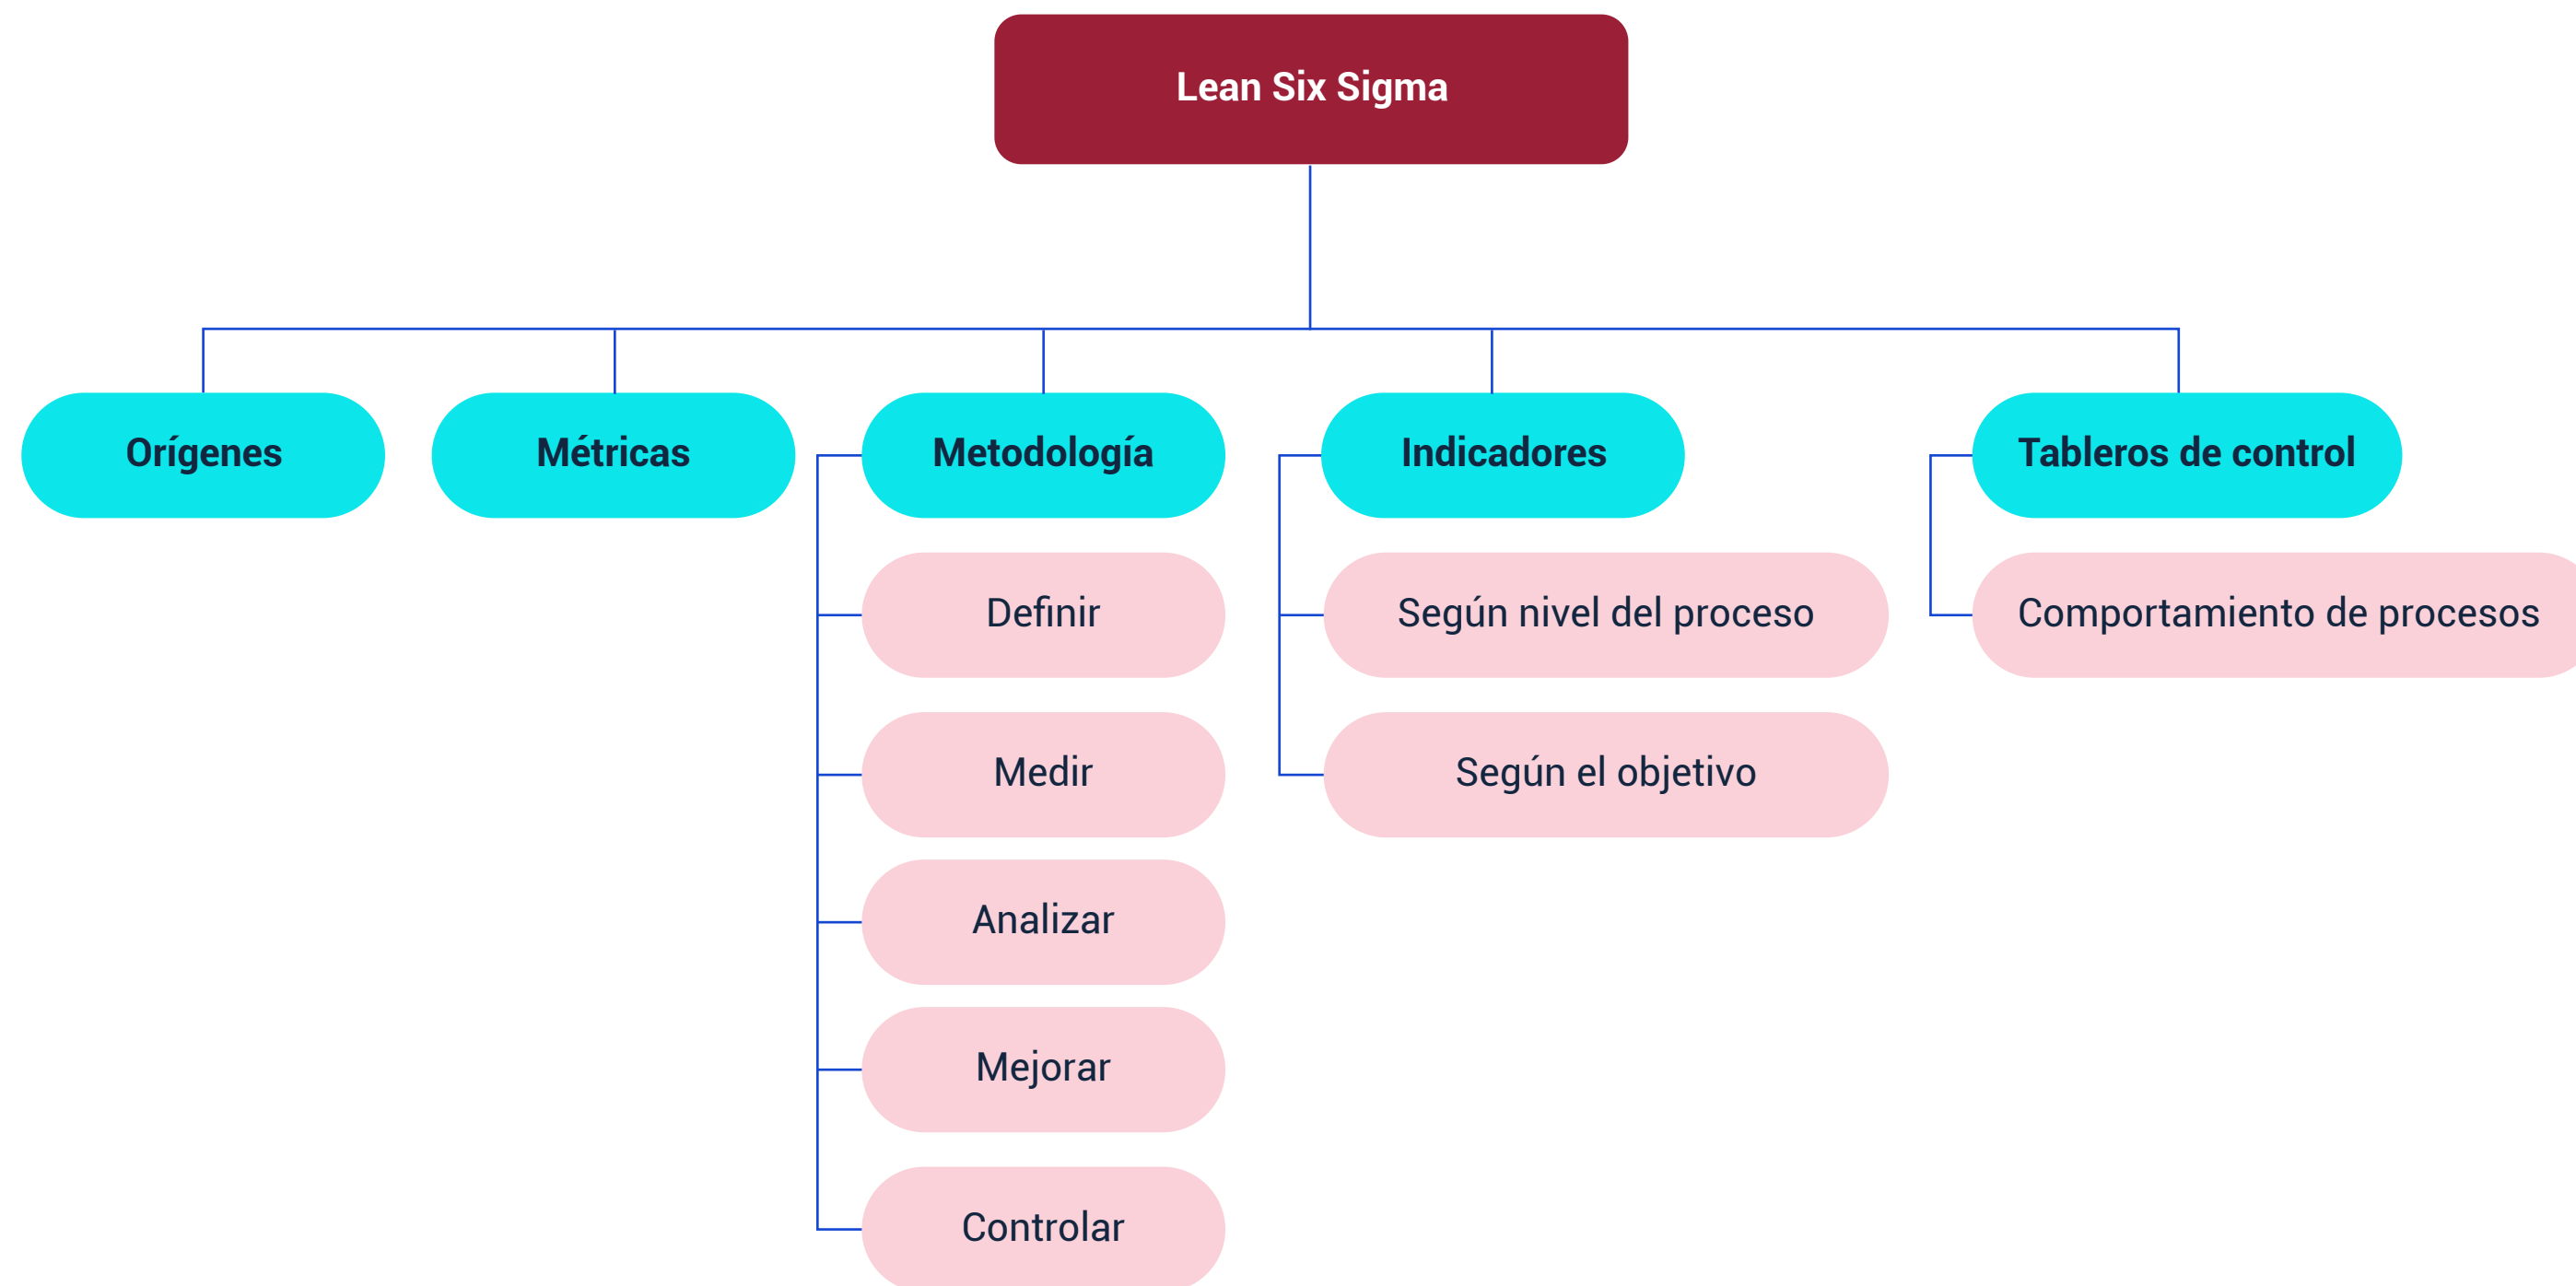 Lean Six Sigma
Orígenes
Métricas
Metodología
Definir
Medir
Analizar
Mejorar
Controlar
Indicadores
Según nivel del proceso
Según el objetivo
Tableros de control
Comportamiento de procesos